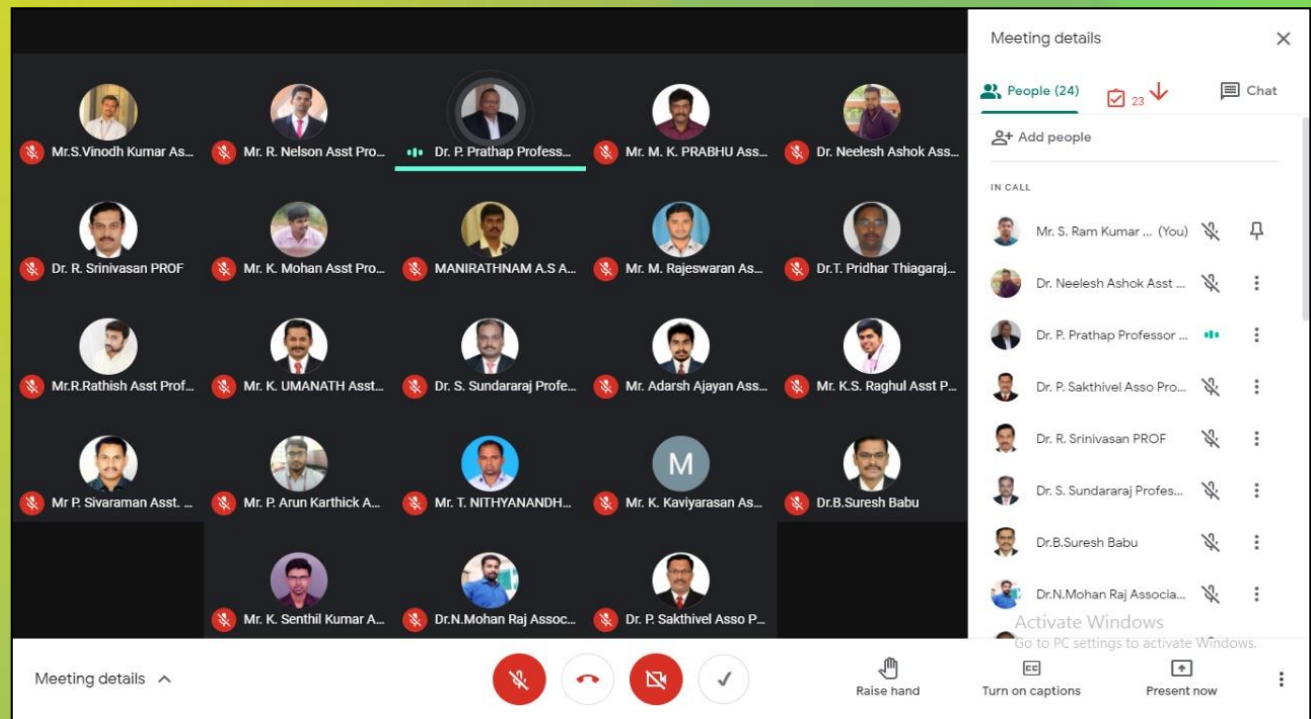 Mr.S.Vinodh Kumar As...
Mr. R. Nelson Asst Pro...
Dr. P. Prathap Profess...
Mr. M. K. PRABHU Ass...
Dr. Neelesh Ashok Ass...
Dr. R. Srinivasan PROF
Mr. K. Mohan Asst Pro...
MANIRATHNAM A.S A...
Mr. M. Rajeswaran As...
Dr.T. Pridhar Thiagaraj...
Mr.R.Rathish Asst Prof...
Mr. K. UMANATH Asst...
Dr. S. Sundararaj Profe...
Mr. Adarsh Ajayan Ass...
Mr. K.S. Raghul Asst P...
Mr P. Sivaraman Asst. ...
Mr. P. Arun Karthick A...
Mr. T. NITHYANANDH...
M
Mr. K. Kaviyarasan As...
Dr.B.Suresh Babu
Mr. K. Senthil Kumar A...
Dr.N.Mohan Raj Assoc...
Dr. P. Sakthivel Asso P...
Meeting details
People (24)
23
Chat
Add people
IN CALL
Mr. S. Ram Kumar ... (You)
Dr. Neelesh Ashok Asst ...
Dr. P. Prathap Professor ...
Dr. P. Sakthivel Asso Pro...
Dr. R. Srinivasan PROF
Dr. S. Sundararaj Profes...
Dr.B.Suresh Babu
Dr.N.Mohan Raj Associa...
Activate Windows
Go to PC settings to activate Windows.
Meeting details
Raise hand
CC
Turn on captions
Present now